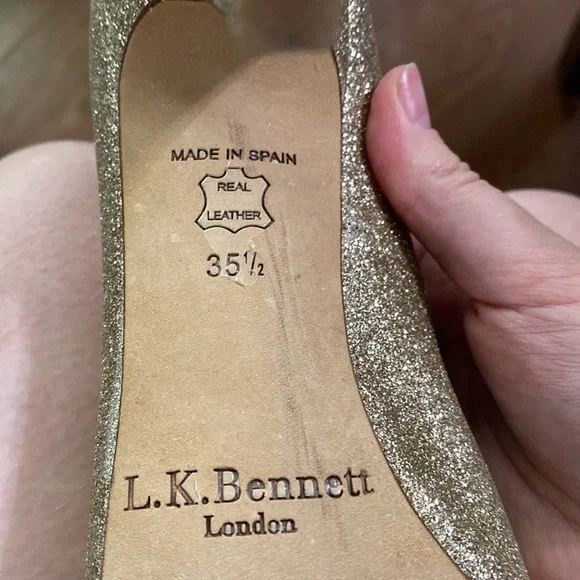 MADE IN SPAIN
REAL
LEATHER
35½
L.K.Bennett
London